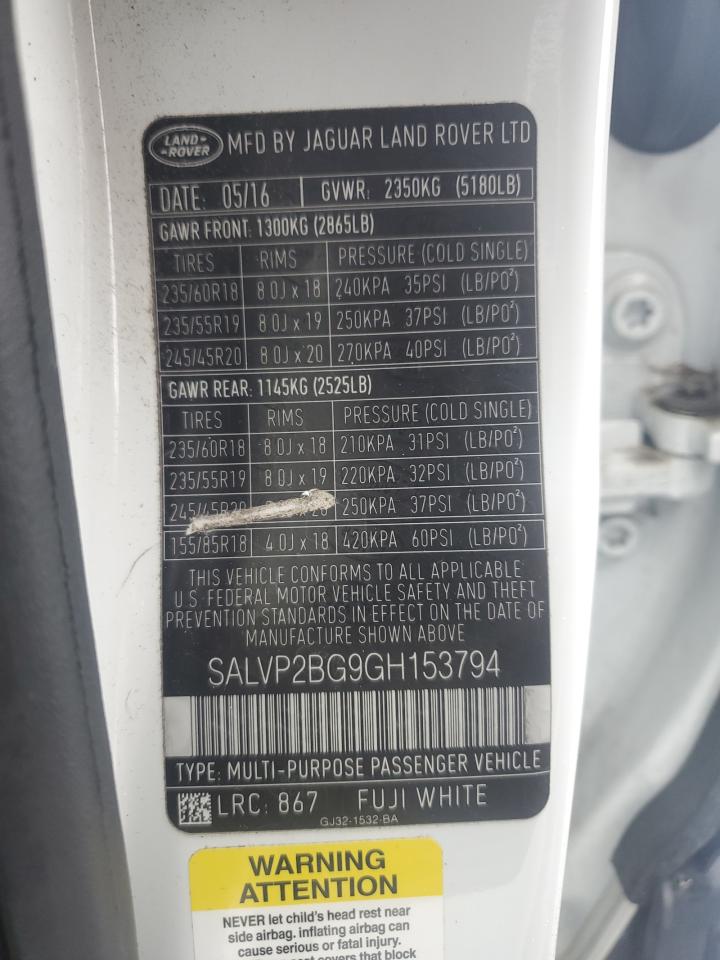 LAND ROVER MFD BY JAGUAR LAND ROVER LTD
DATE: 05/16 GVWR: 2350KG (5180LB)
GAWR FRONT: 1300KG (2865LB)
TIRES RIMS PRESSURE (COLD SINGLE)
235/60R18 8.0J x 18 240KPA 35PSI (LB/PO²)
235/55R19 8.0J x 19 250KPA 37PSI (LB/PO²)
245/45R20 8.0J x 20 270KPA 40PSI (LB/PO²)
GAWR REAR: 1145KG (2525LB)
TIRES RIMS PRESSURE (COLD SINGLE)
235/60R18 8.0J x 18 210KPA 31PSI (LB/PO²)
235/55R19 8.0J x 19 220KPA 32PSI (LB/PO²)
245/45R20 20 250KPA 37PSI (LB/PO²)
155/85R18 4.0J x 18 420KPA 60PSI (LB/PO²)
THIS VEHICLE CONFORMS TO ALL APPLICABLE
U.S. FEDERAL MOTOR VEHICLE SAFETY AND THEFT
PREVENTION STANDARDS IN EFFECT ON THE DATE OF
MANUFACTURE SHOWN ABOVE
SALVP2BG9GH153794
TYPE: MULTI-PURPOSE PASSENGER VEHICLE
LRC: 867 FUJI WHITE
GJ32-1532-BA
WARNING
ATTENTION
NEVER let child's head rest near
side airbag. inflating airbag can
cause serious or fatal injury.
seat covers that block